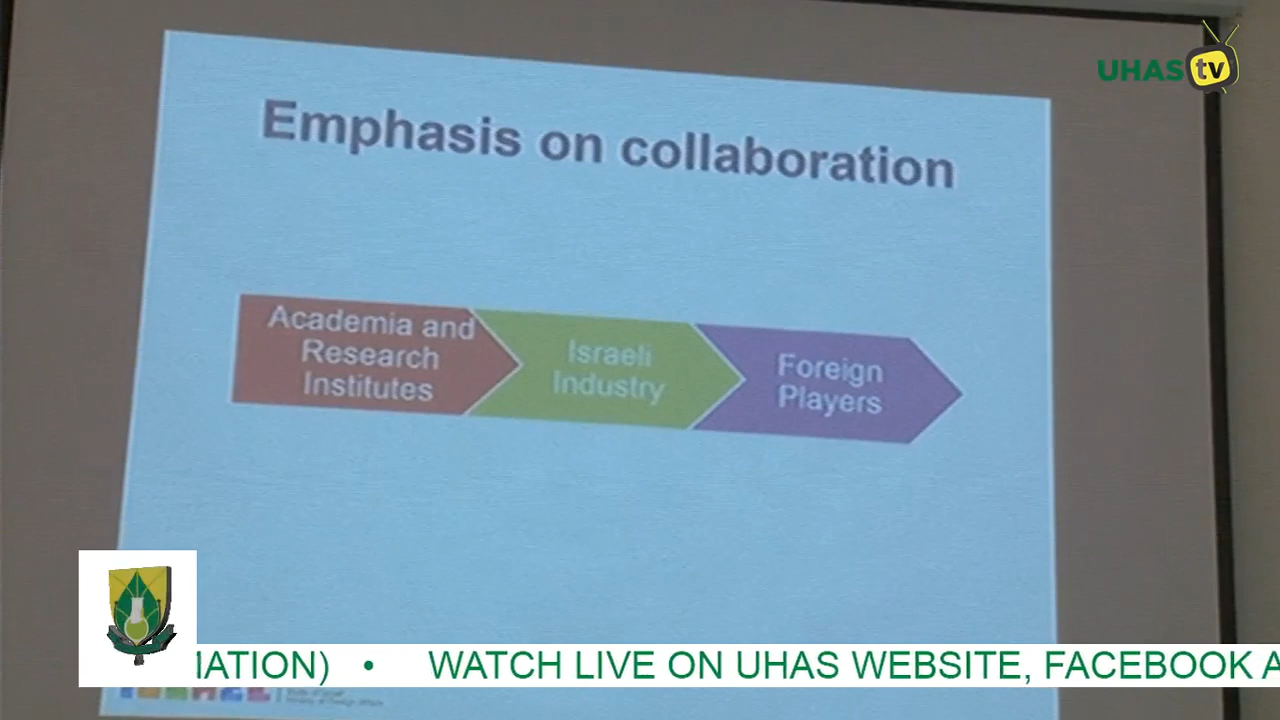 UHAS tv
Emphasis on collaboration
Academia and
Research
Institutes
Israeli
Industry
Foreign
Players
MATION) • WATCH LIVE ON UHAS WEBSITE, FACEBOOK A